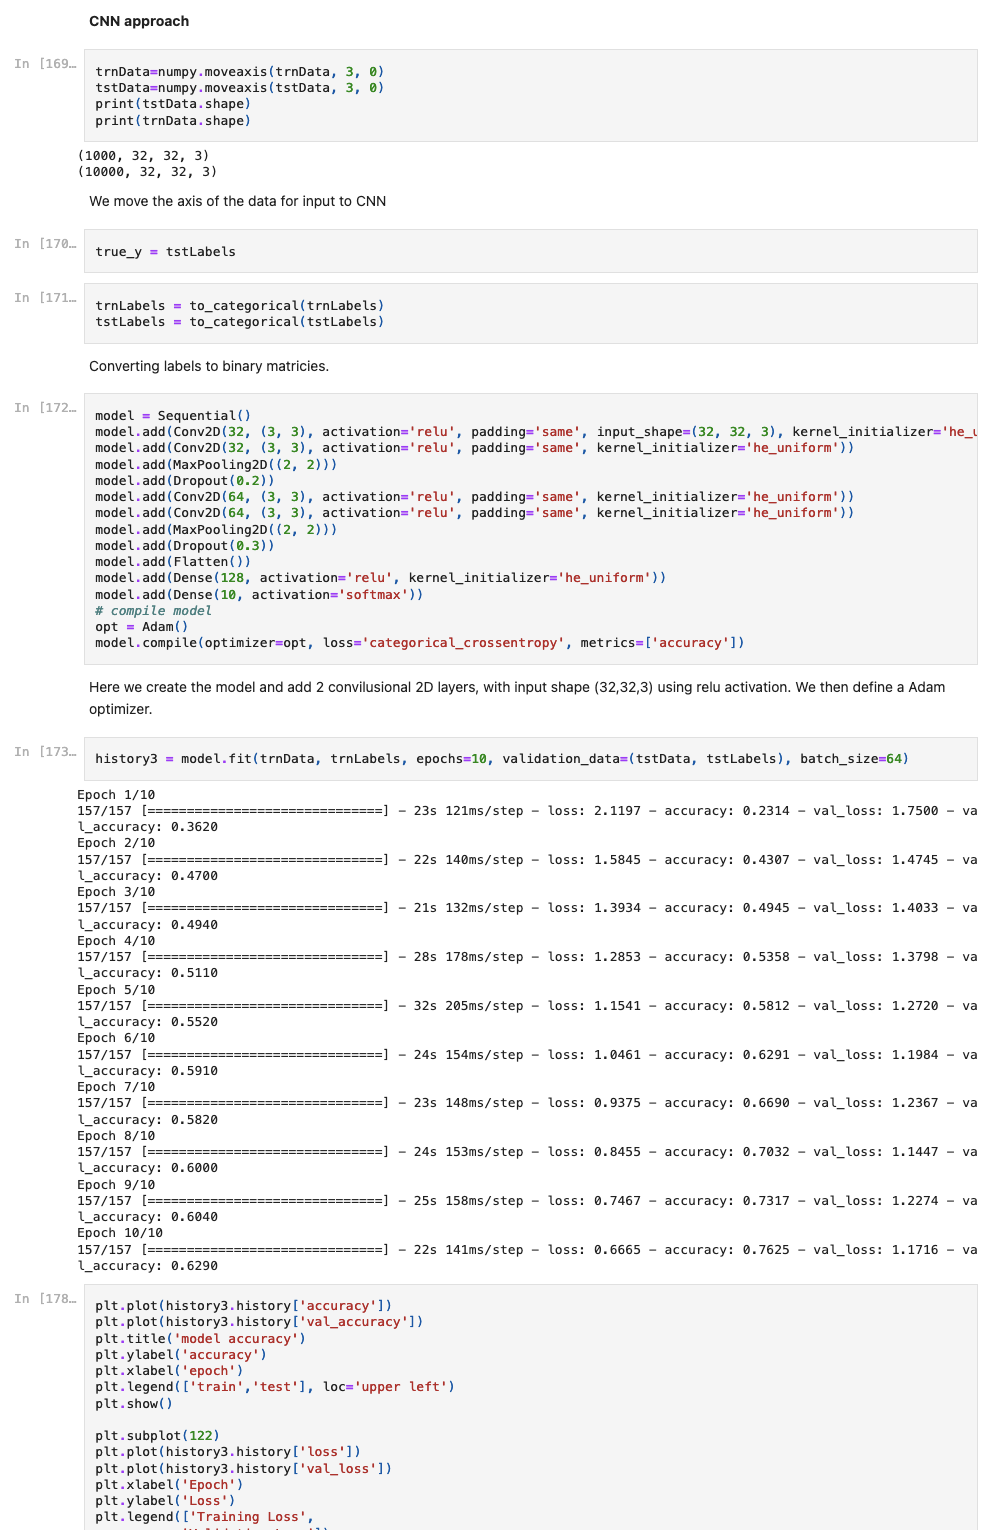 CNN approach
In [169…
trnData=numpy.moveaxis(trnData, 3, 0)
tstData=numpy.moveaxis(tstData, 3, 0)
print(tstData.shape)
print(trnData.shape)
(1000, 32, 32, 3)
(10000, 32, 32, 3)
We move the axis of the data for input to CNN
In [170…
true_y = tstLabels
In [171…
trnLabels = to_categorical(trnLabels)
tstLabels = to_categorical(tstLabels)
Converting labels to binary matricies.
In [172…
model = Sequential()
model.add(Conv2D(32, (3, 3), activation='relu', padding='same', input_shape=(32, 32, 3), kernel_initializer='he_u
model.add(Conv2D(32, (3, 3), activation='relu', padding='same', kernel_initializer='he_uniform'))
model.add(MaxPooling2D((2, 2)))
model.add(Dropout(0.2))
model.add(Conv2D(64, (3, 3), activation='relu', padding='same', kernel_initializer='he_uniform'))
model.add(Conv2D(64, (3, 3), activation='relu', padding='same', kernel_initializer='he_uniform'))
model.add(MaxPooling2D((2, 2)))
model.add(Dropout(0.3))
model.add(Flatten())
model.add(Dense(128, activation='relu', kernel_initializer='he_uniform'))
model.add(Dense(10, activation='softmax'))
# compile model
opt = Adam()
model.compile(optimizer=opt, loss='categorical_crossentropy', metrics=['accuracy'])
Here we create the model and add 2 convilusional 2D layers, with input shape (32,32,3) using relu activation. We then define a Adam
optimizer.
In [173…
history3 = model.fit(trnData, trnLabels, epochs=10, validation_data=(tstData, tstLabels), batch_size=64)
Epoch 1/10
157/157 [==============================] - 23s 121ms/step - loss: 2.1197 - accuracy: 0.2314 - val_loss: 1.7500 - va
l_accuracy: 0.3620
Epoch 2/10
157/157 [==============================] - 22s 140ms/step - loss: 1.5845 - accuracy: 0.4307 - val_loss: 1.4745 - va
l_accuracy: 0.4700
Epoch 3/10
157/157 [==============================] - 21s 132ms/step - loss: 1.3934 - accuracy: 0.4945 - val_loss: 1.4033 - va
l_accuracy: 0.4940
Epoch 4/10
157/157 [==============================] - 28s 178ms/step - loss: 1.2853 - accuracy: 0.5358 - val_loss: 1.3798 - va
l_accuracy: 0.5110
Epoch 5/10
157/157 [==============================] - 32s 205ms/step - loss: 1.1541 - accuracy: 0.5812 - val_loss: 1.2720 - va
l_accuracy: 0.5520
Epoch 6/10
157/157 [==============================] - 24s 154ms/step - loss: 1.0461 - accuracy: 0.6291 - val_loss: 1.1984 - va
l_accuracy: 0.5910
Epoch 7/10
157/157 [==============================] - 23s 148ms/step - loss: 0.9375 - accuracy: 0.6690 - val_loss: 1.2367 - va
l_accuracy: 0.5820
Epoch 8/10
157/157 [==============================] - 24s 153ms/step - loss: 0.8455 - accuracy: 0.7032 - val_loss: 1.1447 - va
l_accuracy: 0.6000
Epoch 9/10
157/157 [==============================] - 25s 158ms/step - loss: 0.7467 - accuracy: 0.7317 - val_loss: 1.2274 - va
l_accuracy: 0.6040
Epoch 10/10
157/157 [==============================] - 22s 141ms/step - loss: 0.6665 - accuracy: 0.7625 - val_loss: 1.1716 - va
l_accuracy: 0.6290
In [178…
plt.plot(history3.history['accuracy'])
plt.plot(history3.history['val_accuracy'])
plt.title('model accuracy')
plt.ylabel('accuracy')
plt.xlabel('epoch')
plt.legend(['train','test'], loc='upper left')
plt.show()
plt.subplot(122)
plt.plot(history3.history['loss'])
plt.plot(history3.history['val_loss'])
plt.xlabel('Epoch')
plt.ylabel('Loss')
plt.legend(['Training Loss',